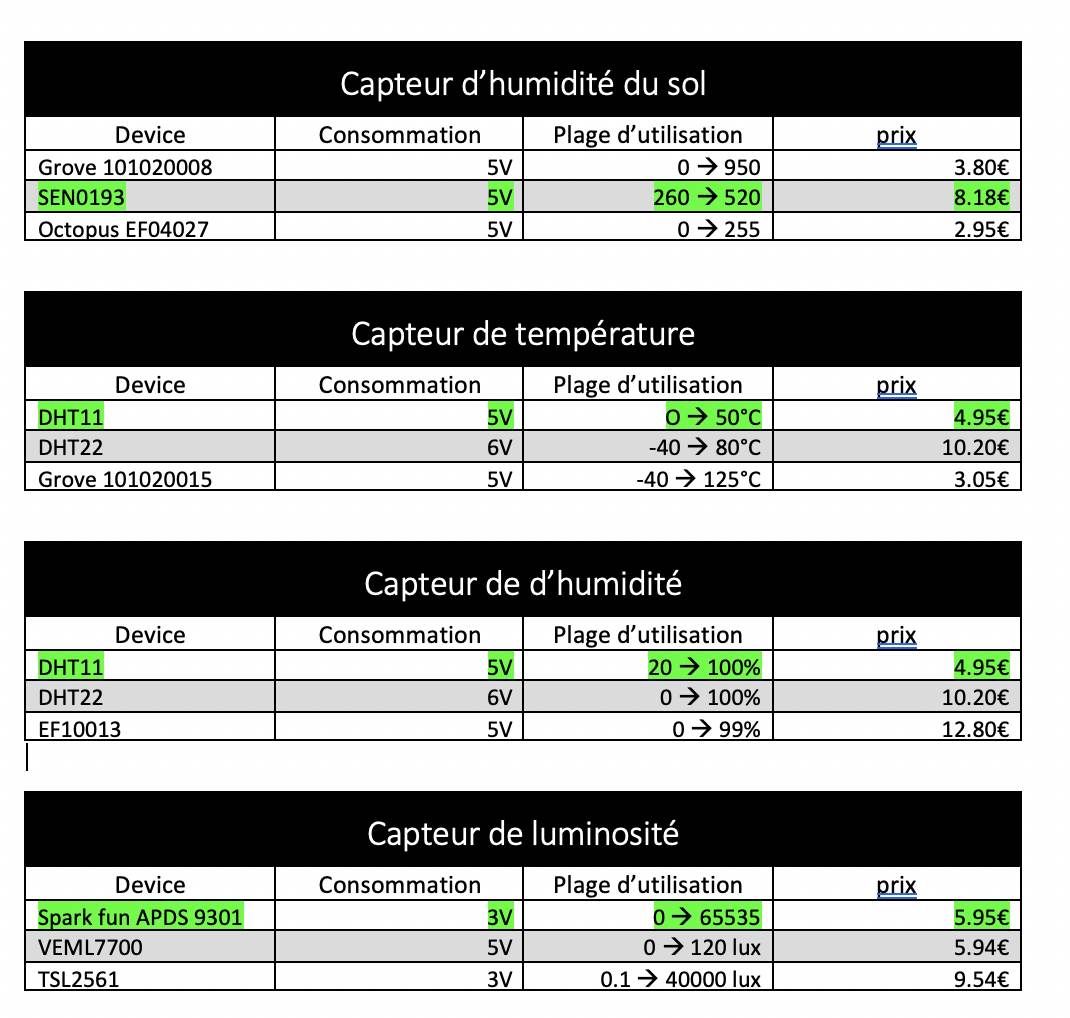 Capteur d’humidité du sol
Device Consommation Plage d’utilisation prix
Grove 101020008 5V 0 → 950 3.80€
SEN0193 5V 260 → 520 8.18€
Octopus EF04027 5V 0 → 255 2.95€
Capteur de température
Device Consommation Plage d’utilisation prix
DHT11 5V O → 50°C 4.95€
DHT22 6V -40 → 80°C 10.20€
Grove 101020015 5V -40 → 125°C 3.05€
Capteur de d’humidité
Device Consommation Plage d’utilisation prix
DHT11 5V 20 → 100% 4.95€
DHT22 6V 0 → 100% 10.20€
EF10013 5V 0 → 99% 12.80€
Capteur de luminosité
Device Consommation Plage d’utilisation prix
Spark fun APDS 9301 3V 0 → 65535 5.95€
VEML7700 5V 0 → 120 lux 5.94€
TSL2561 3V 0.1 → 40000 lux 9.54€